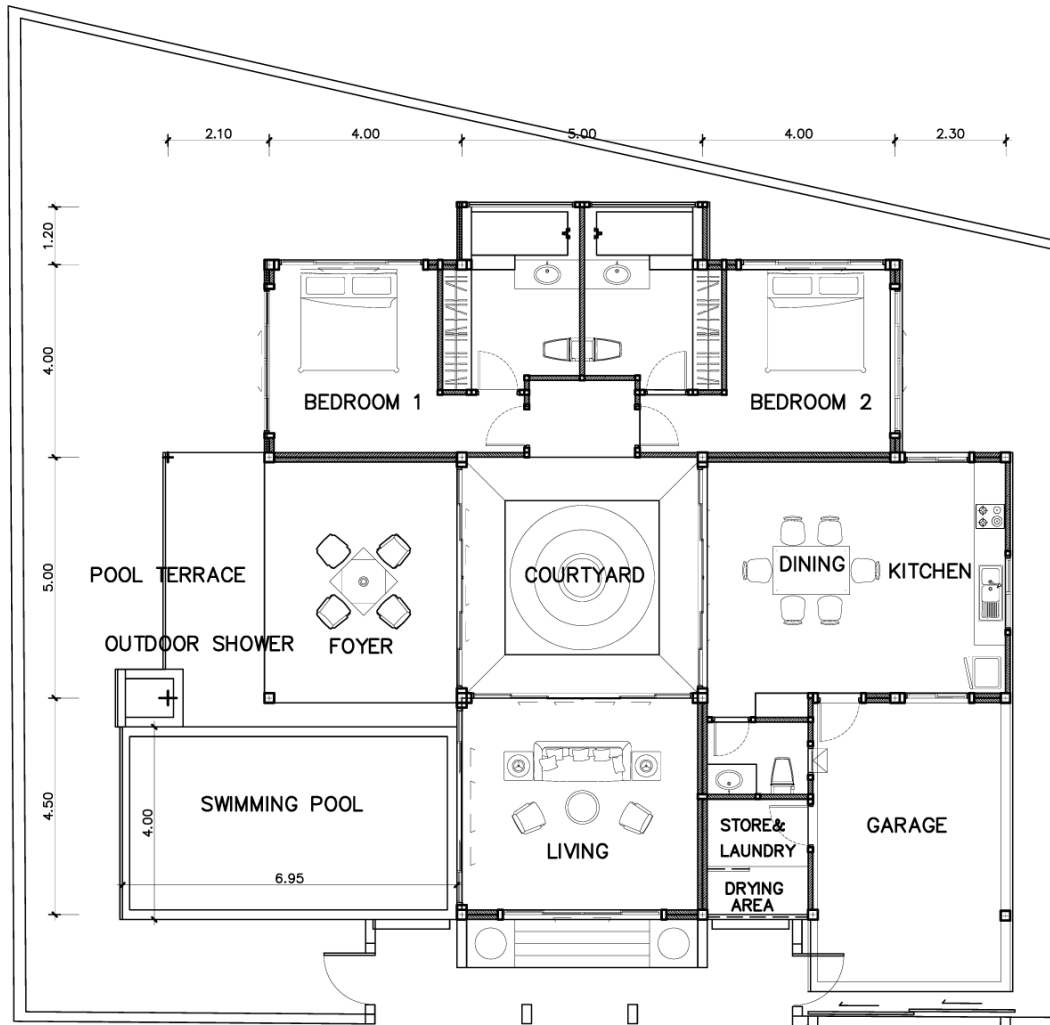 2.10
4.00
5.00
4.00
2.30
1.20
4.00
5.00
4.50
BEDROOM 1
BEDROOM 2
POOL TERRACE
OUTDOOR SHOWER
FOYER
COURTYARD
DINING
KITCHEN
SWIMMING POOL
4.00
6.95
LIVING
STORE&
LAUNDRY
DRYING
AREA
GARAGE